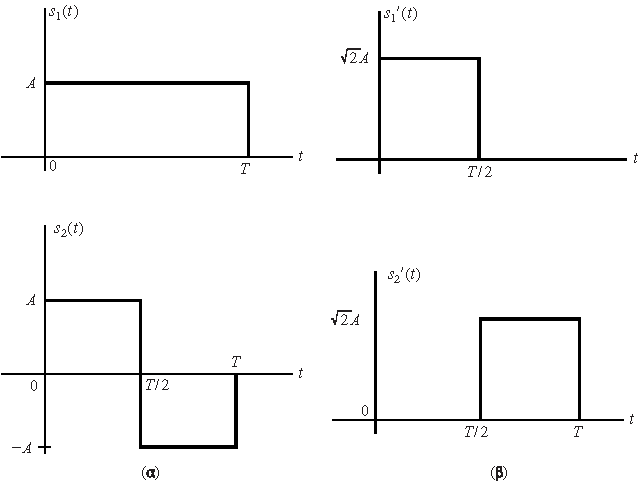 s₁(t)
A
0
T
t
s₁′(t)
√2A
T/2
t
s₂(t)
A
0
T/2
T
t
−A
(α)
s₂′(t)
√2A
0
T/2
T
t
(β)